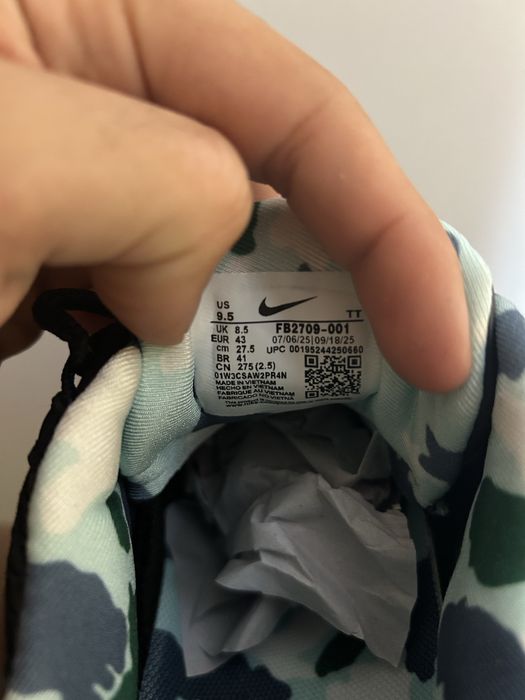 US
9.5
TT
UK 8.5 FB2709-001
EUR 43 07/06/25|09/18/25
cm 27.5 UPC 00195244250660
BR 41
CN 275 (2.5)
01W3CSAW2PR4N
MADE IN VIETNAM
HECHO EN VIETNAM
FABRIQUE AU VIETNAM
FABRICADO NO VIETNA